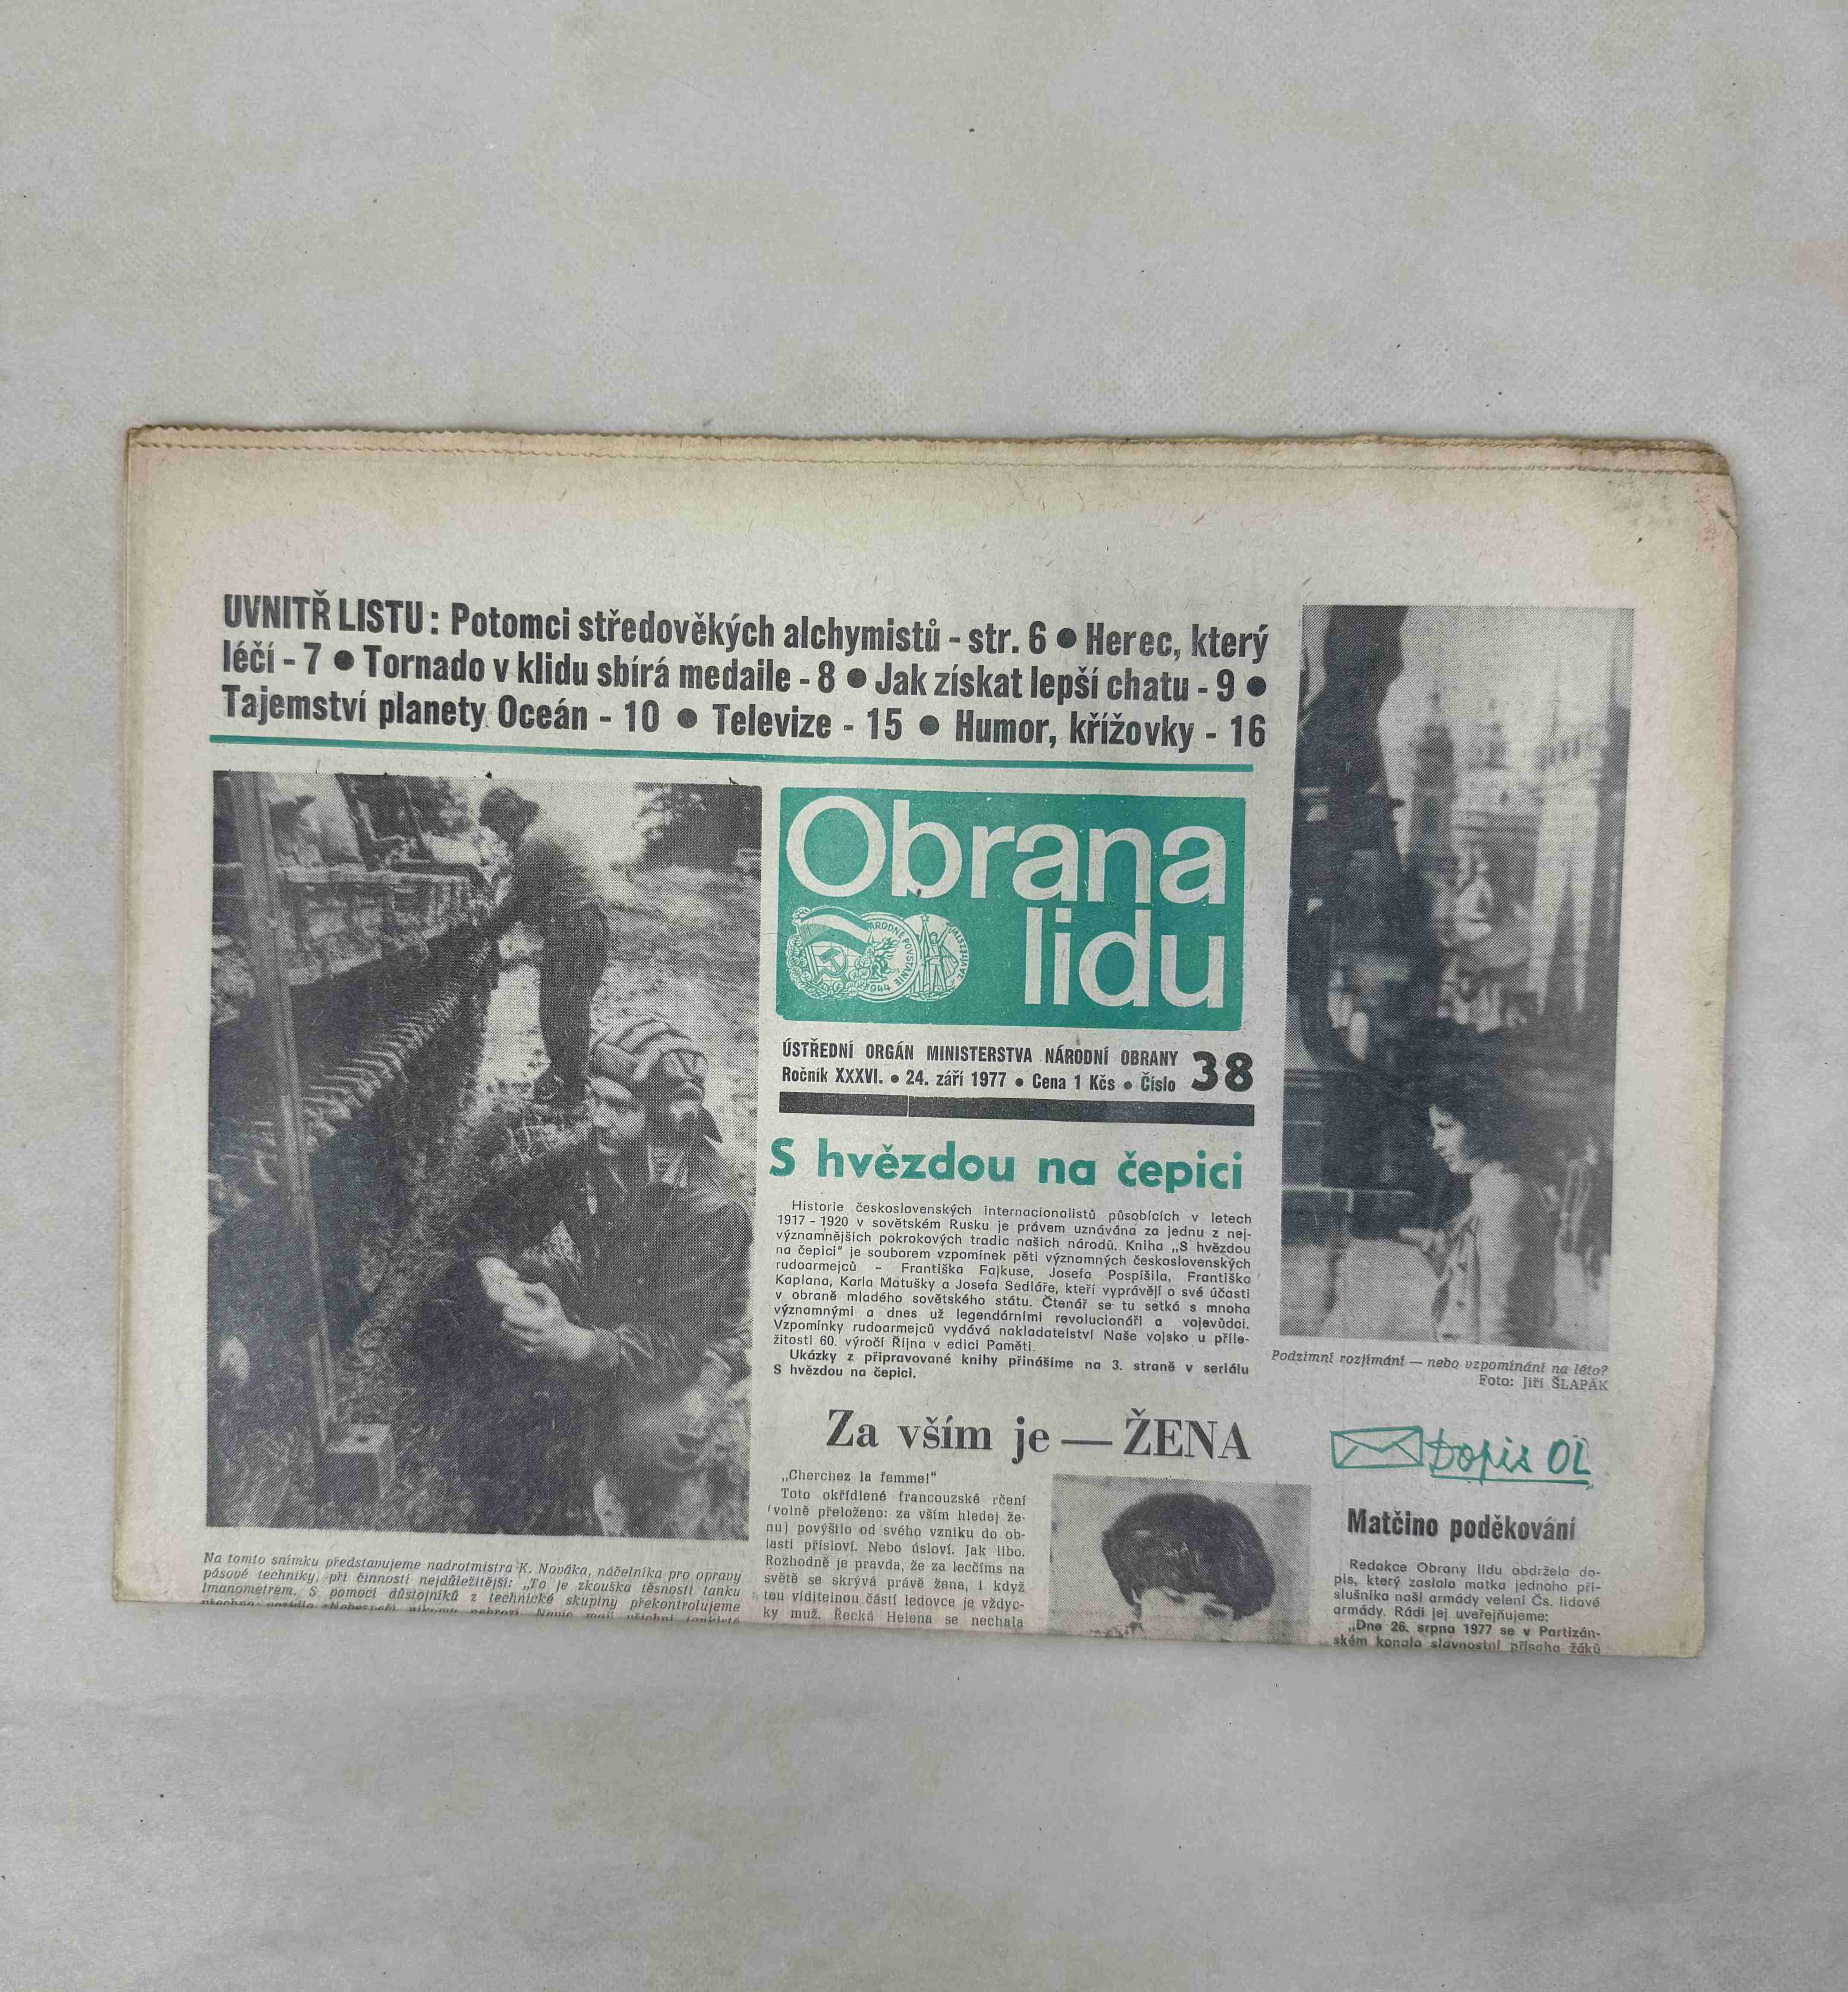 UVNITŘ LISTU: Potomci středověkých alchymistů - str. 6 ● Herec, který
léčí - 7 ● Tornado v klidu sbírá medaile - 8 ● Jak získat lepší chatu - 9 ●
Tajemství planety Oceán - 10 ● Televize - 15 ● Humor, křížovky - 16
Obrana
lidu
ÚSTŘEDNÍ ORGÁN MINISTERSTVA NÁRODNÍ OBRANY
Ročník XXXVI. ● 24. září 1977 ● Cena 1 Kčs ● Číslo 38
S hvězdou na čepici
Historie československých internacionalistů působících v letech
1917 - 1920 v sovětském Rusku je právem uznávána za jednu z nej-
významnějších pokrokových tradic našich národů. Kniha „S hvězdou
na čepici" je souborem vzpomínek pěti významných československých
rudoarmejců - Františka Fajkuse, Josefa Pospíšila, Františka
Kaplana, Karla Matušky a Josefa Sedláře, kteří vyprávějí o své účasti
v obraně mladého sovětského státu. Čtenář se tu setká s mnoha
významnými a dnes už legendárními revolucionáři a vojevůdci.
Vzpomínky rudoarmejců vydává nakladatelství Naše vojsko u příle-
žitosti 60. výročí Října v edici Paměti.
Ukázky z připravované knihy přinášíme na 3. straně v seriálu
S hvězdou na čepici.
Podzimní rozjímání — nebo vzpomínání na léto?
Foto: Jiří ŠLAPÁK
Na tomto snímku představujeme nadrotmistra K. Nováka, náčelníka pro opravy
pásové techniky, při činnosti nejdůležitější: „To je zkouška těsnosti tanku
imanometrem. S pomocí důstojníků z technické skupiny překontrolujeme
Za vším je — ŽENA
„Cherchez la femme!"
Toto okřídlené francouzské rčení
(volně přeloženo: za vším hledej že-
nu) povýšilo od svého vzniku do ob-
lasti přísloví. Nebo úsloví. Jak libo.
Rozhodně je pravda, že za lecčíms na
světě se skrývá právě žena, i když
tou viditelnou částí ledovce je vždyc-
ky muž. Řecká Helena se nechala
Dopis OL
Matčino poděkování
Redakce Obrany lidu obdržela do-
pis, který zaslala matka jednoho pří-
slušníka naší armády velení Čs. lidové
armády. Rádi jej uveřejňujeme:
„Dne 26. srpna 1977 se v Partizán-
ském konala slavnostní přísaha žáků